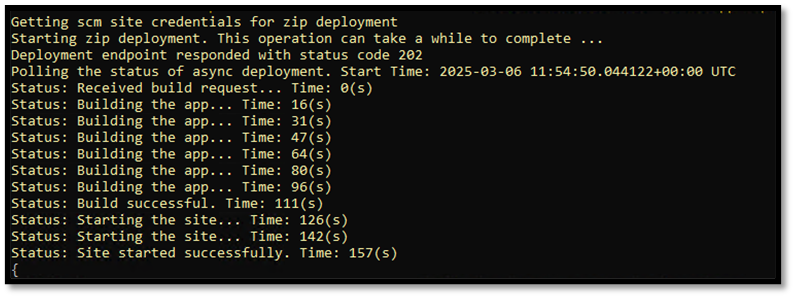 Getting scm site credentials for zip deployment
Starting zip deployment. This operation can take a while to complete ...
Deployment endpoint responded with status code 202
Polling the status of async deployment. Start Time: 2025-03-06 11:54:50.044122+00:00 UTC
Status: Received build request... Time: 0(s)
Status: Building the app... Time: 16(s)
Status: Building the app... Time: 31(s)
Status: Building the app... Time: 47(s)
Status: Building the app... Time: 64(s)
Status: Building the app... Time: 80(s)
Status: Building the app... Time: 96(s)
Status: Build successful. Time: 111(s)
Status: Starting the site... Time: 126(s)
Status: Starting the site... Time: 142(s)
Status: Site started successfully. Time: 157(s)
{